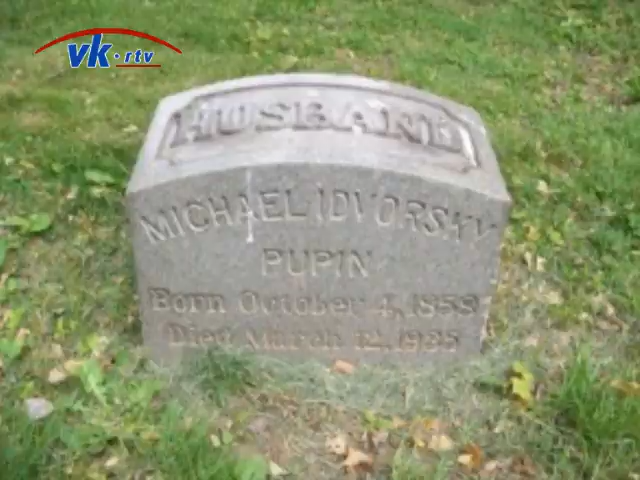 vk·rtv
HUSBAND
MICHAEL IDVORSKY
PUPIN
Born October 4, 1858
Died March 12, 1935